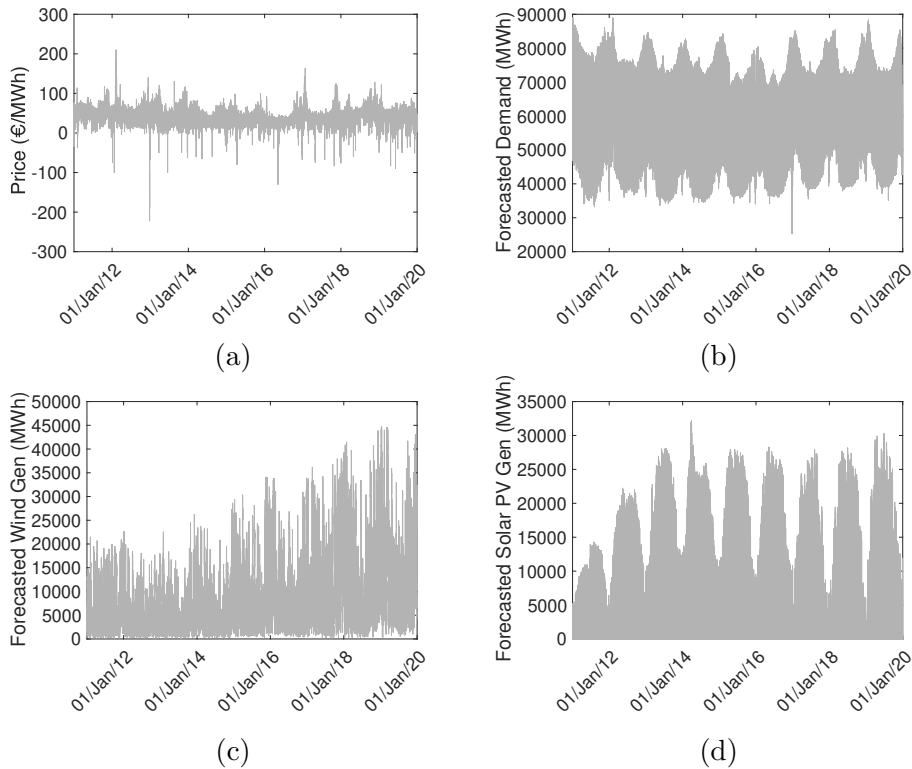 Price (€/MWh)
300
200
100
0
-100
-200
-300
01/Jan/12
01/Jan/14
01/Jan/16
01/Jan/18
01/Jan/20
(a)
Forecasted Demand (MWh)
90000
80000
70000
60000
50000
40000
30000
20000
01/Jan/12
01/Jan/14
01/Jan/16
01/Jan/18
01/Jan/20
(b)
Forecasted Wind Gen (MWh)
50000
45000
40000
35000
30000
25000
20000
15000
10000
5000
0
01/Jan/12
01/Jan/14
01/Jan/16
01/Jan/18
01/Jan/20
(c)
Forecasted Solar PV Gen (MWh)
35000
30000
25000
20000
15000
10000
5000
0
01/Jan/12
01/Jan/14
01/Jan/16
01/Jan/18
01/Jan/20
(d)